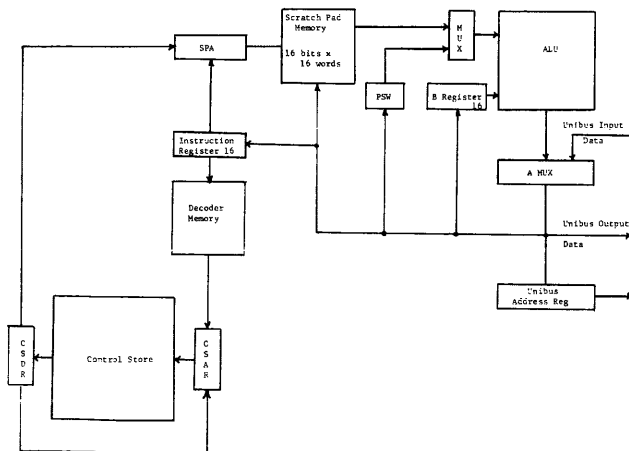 Scratch Pad
Memory
16 bits x
16 words
SPA
M
U
X
ALU
PSW
B Register
16
Unibus Input
Data
Instruction
Register 16
A MUX
Decoder
Memory
Unibus Output
Data
Unibus
Address Reg
C
S
D
R
Control Store
C
S
A
R